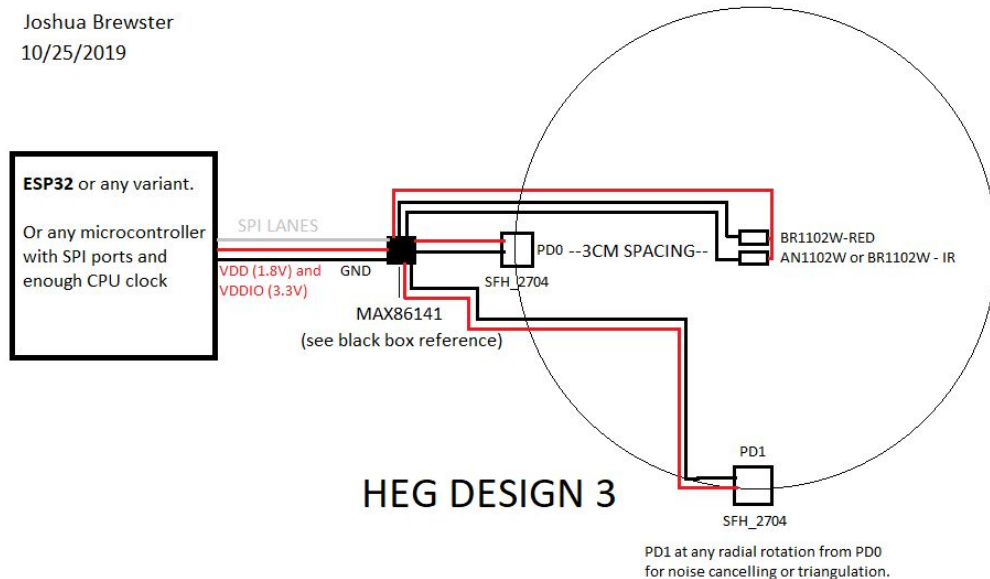 Joshua Brewster
10/25/2019
ESP32 or any variant.
Or any microcontroller
with SPI ports and
enough CPU clock
SPI LANES
VDD (1.8V) and
VDDIO (3.3V)
GND
MAX86141
(see black box reference)
PD0 --3CM SPACING--
SFH_2704
BR1102W-RED
AN1102W or BR1102W - IR
PD1
SFH_2704
HEG DESIGN 3
PD1 at any radial rotation from PD0
for noise cancelling or triangulation.